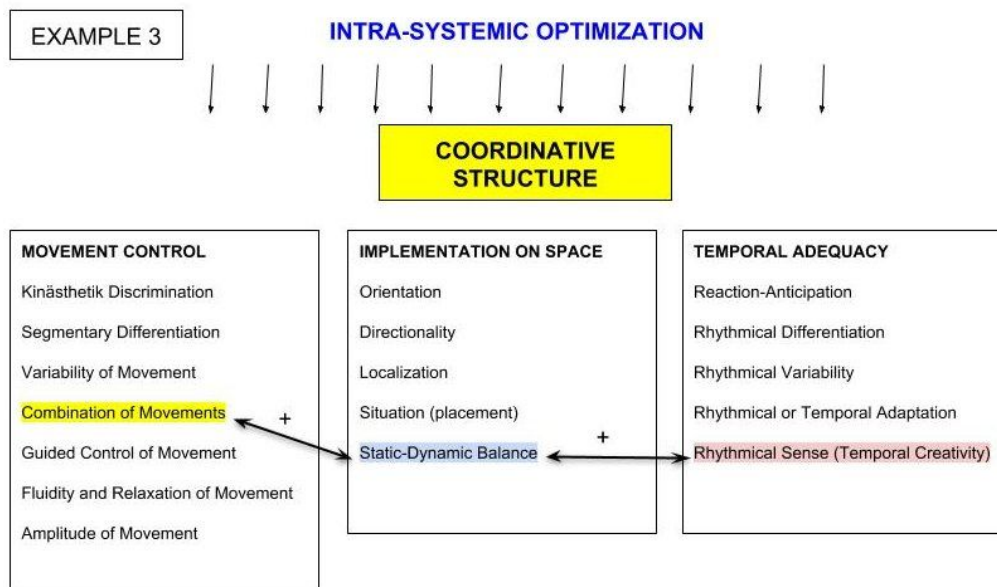 EXAMPLE 3
INTRA-SYSTEMIC OPTIMIZATION
COORDINATIVE
STRUCTURE
MOVEMENT CONTROL
Kinästhetik Discrimination
Segmentary Differentiation
Variability of Movement
Combination of Movements
+
Guided Control of Movement
Fluidity and Relaxation of Movement
Amplitude of Movement
IMPLEMENTATION ON SPACE
Orientation
Directionality
Localization
Situation (placement)
Static-Dynamic Balance
+
TEMPORAL ADEQUACY
Reaction-Anticipation
Rhythmical Differentiation
Rhythmical Variability
Rhythmical or Temporal Adaptation
Rhythmical Sense (Temporal Creativity)